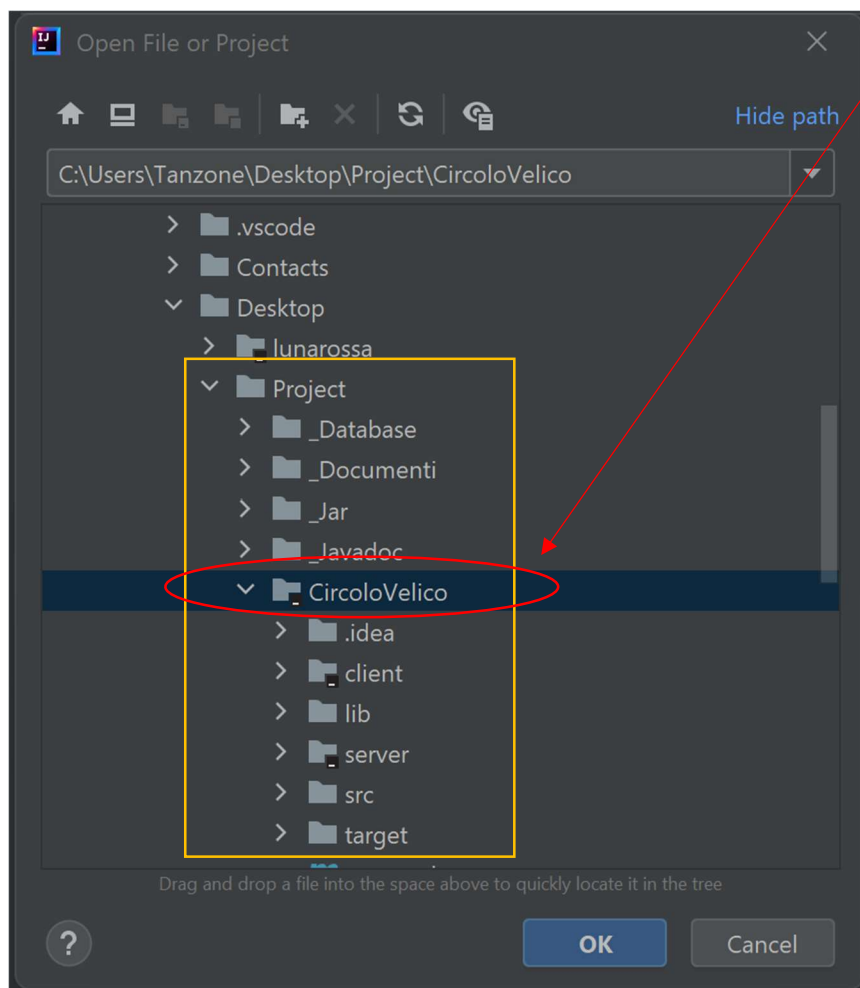 IJ
Open File or Project
Hide path
C:\Users\Tanzone\Desktop\Project\CircoloVelico
.vscode
Contacts
Desktop
lunarossa
Project
_Database
_Documenti
_Jar
_Javadoc
CircoloVelico
.idea
client
lib
server
src
target
Drag and drop a file into the space above to quickly locate it in the tree
?
OK
Cancel